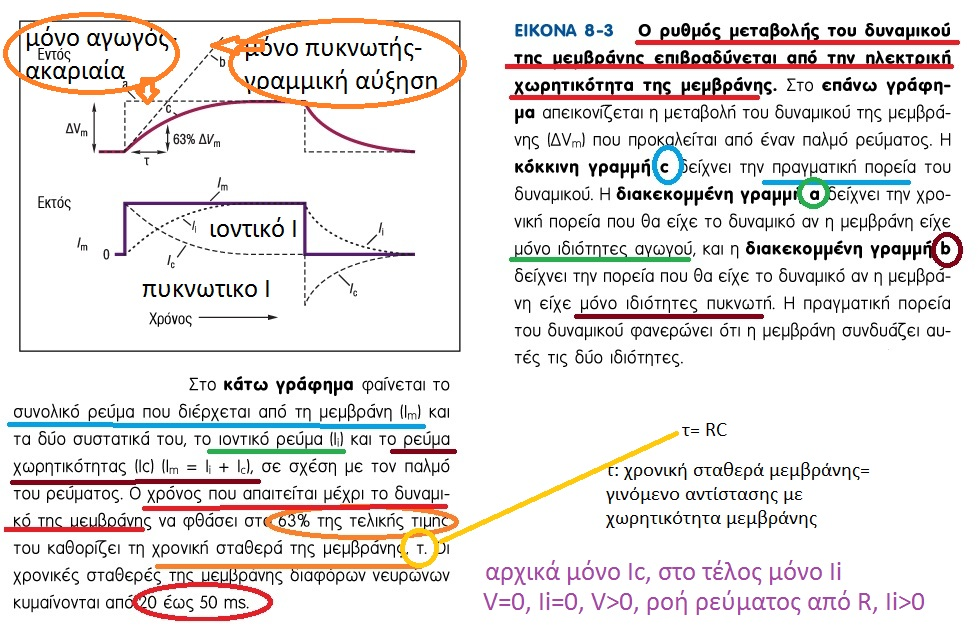 μόνο αγωγός-
ακαριαία
Εντός
μόνο πυκνωτής-
γραμμική αύξηση
a
b
c
ΔVm
63% ΔVm
τ
Εκτός
Im
Ii
ιοντικό Ι
Ii
Im
0
Ic
Ic
πυκνωτικο Ι
Χρόνος
ΕΙΚΟΝΑ 8-3 Ο ρυθμός μεταβολής του δυναμικού
της μεμβράνης επιβραδύνεται από την ηλεκτρική
χωρητικότητα της μεμβράνης. Στο επάνω γράφη-
μα απεικονίζεται η μεταβολή του δυναμικού της μεμβρά-
νης (ΔVm) που προκαλείται από έναν παλμό ρεύματος. Η
κόκκινη γραμμή c δείχνει την πραγματική πορεία του
δυναμικού. Η διακεκομμένη γραμμή a δείχνει την χρο-
νική πορεία που θα είχε το δυναμικό αν η μεμβράνη είχε
μόνο ιδιότητες αγωγού, και η διακεκομμένη γραμμή b
δείχνει την πορεία που θα είχε το δυναμικό αν η μεμβρά-
νη είχε μόνο ιδιότητες πυκνωτή. Η πραγματική πορεία
του δυναμικού φανερώνει ότι η μεμβράνη συνδυάζει αυ-
τές τις δύο ιδιότητες.
Στο κάτω γράφημα φαίνεται το
συνολικό ρεύμα που διέρχεται από τη μεμβράνη (Im) και
τα δύο συστατικά του, το ιοντικό ρεύμα (Ii) και το ρεύμα
χωρητικότητας (Ic) (Im = Ii + Ic), σε σχέση με τον παλμό
του ρεύματος. Ο χρόνος που απαιτείται μέχρι το δυναμι-
κό της μεμβράνης να φθάσει στο 63% της τελικής τιμής
του καθορίζει τη χρονική σταθερά της μεμβράνης, τ. Οι
χρονικές σταθερές της μεμβράνης διαφόρων νευρώνων
κυμαίνονται από 20 έως 50 ms.
τ= RC
τ: χρονική σταθερά μεμβράνης=
γινόμενο αντίστασης με
χωρητικότητα μεμβράνης
αρχικά μόνο Ic, στο τέλος μόνο Ii
V=0, Ii=0, V>0, ροή ρεύματος από R, Ii>0